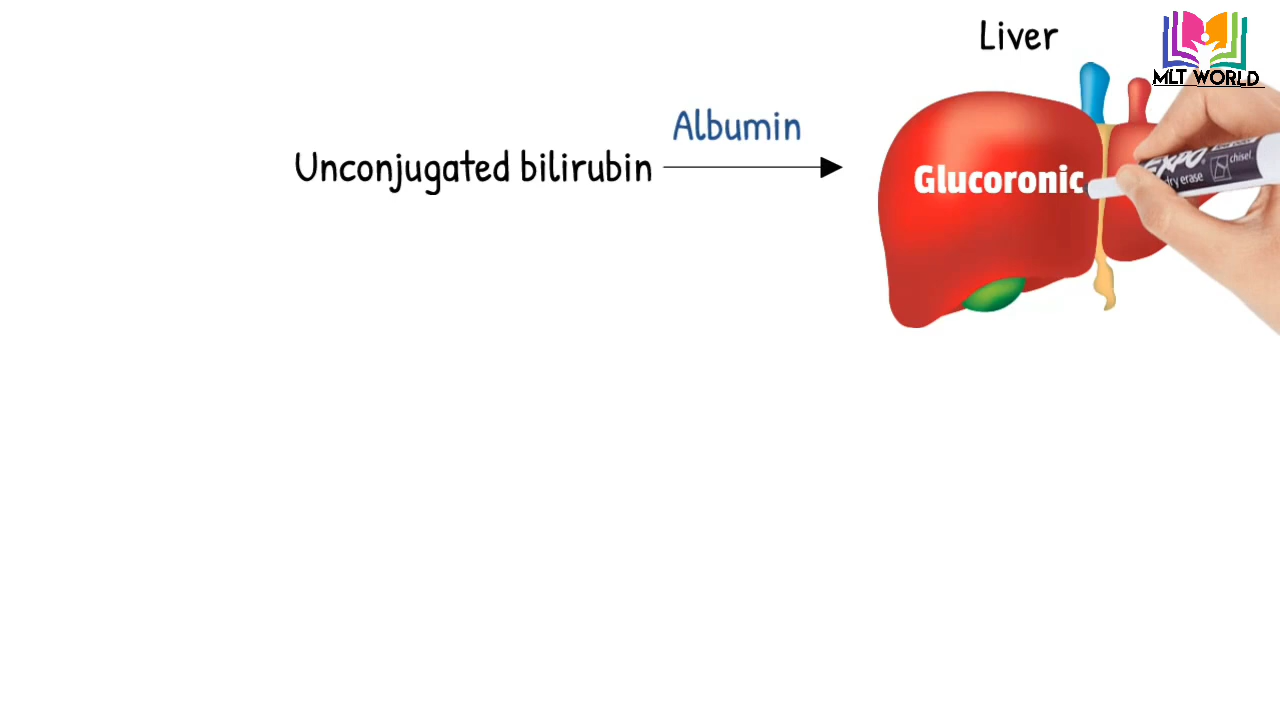 Liver
MLT WORLD
Albumin
Unconjugated bilirubin
Glucoronic
EXPO
chisel
dry erase